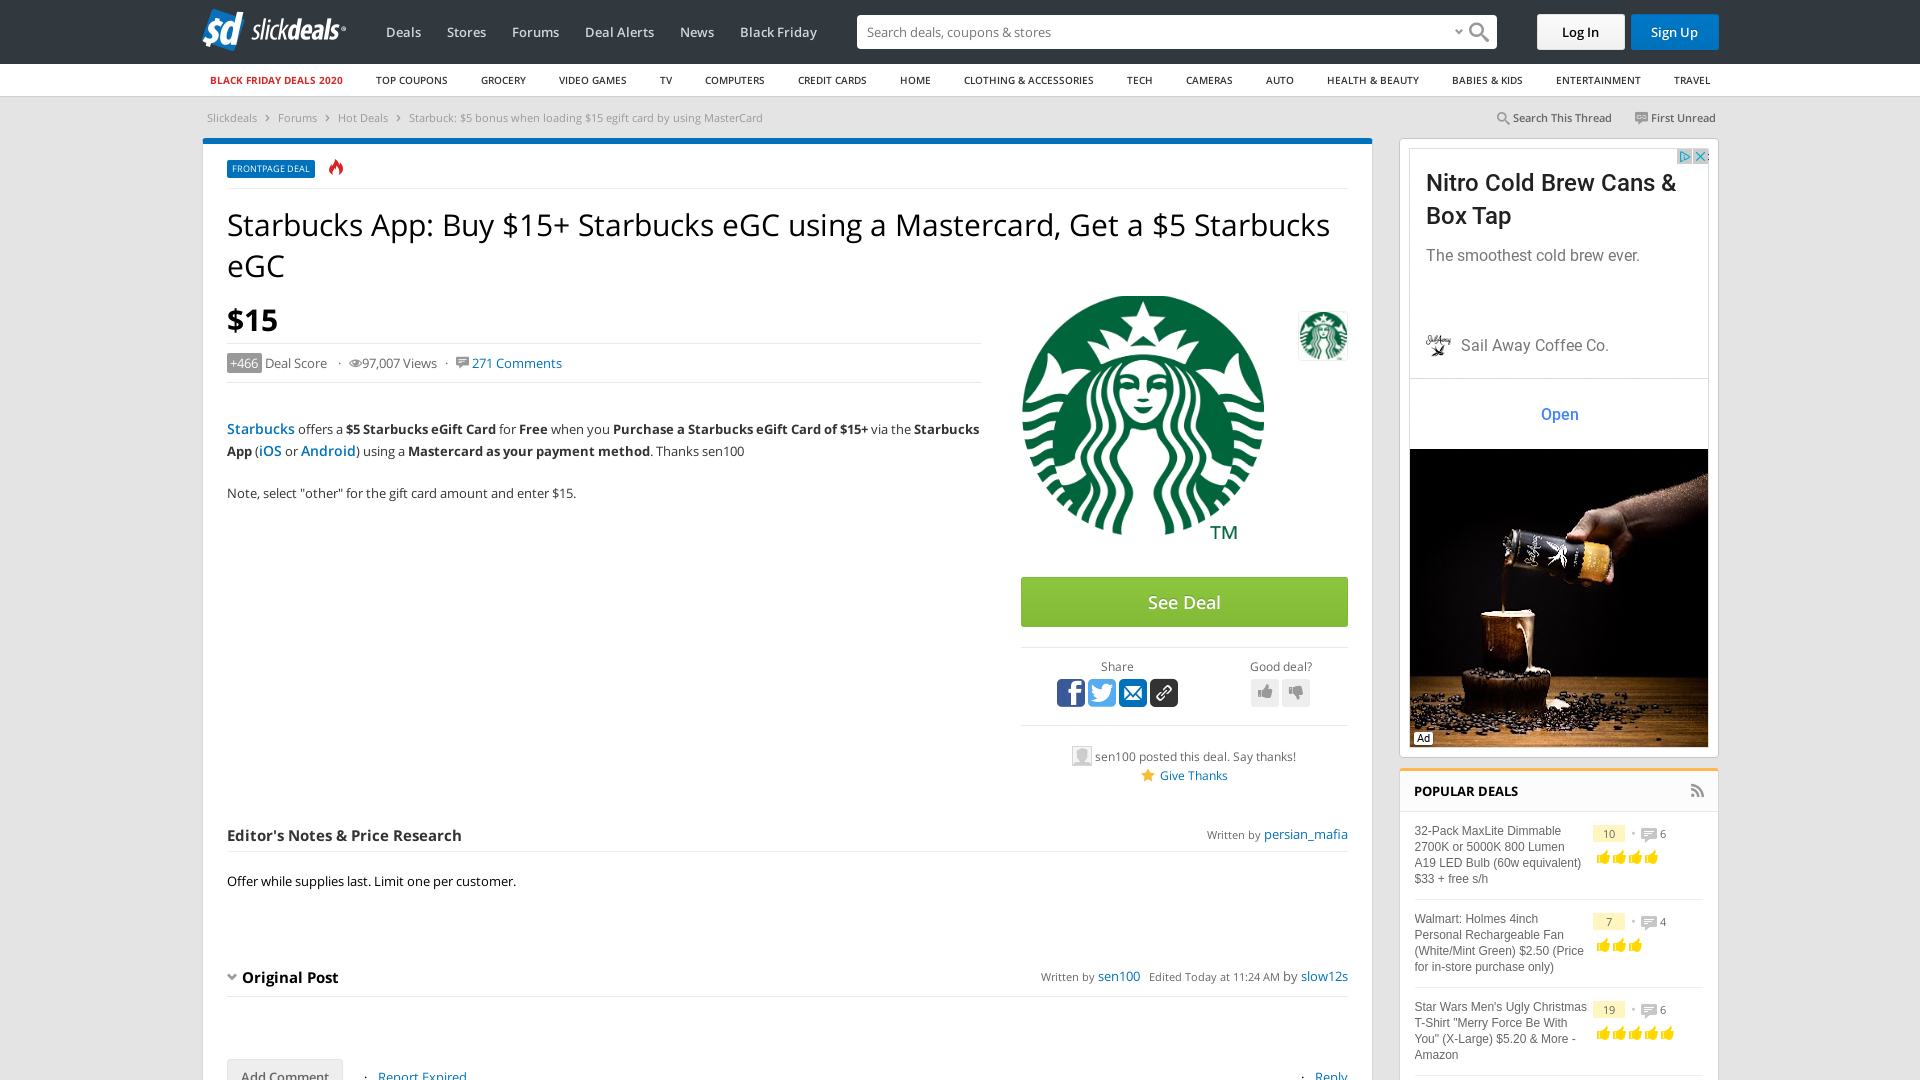 slickdeals
Deals
Stores
Forums
Deal Alerts
News
Black Friday
Search deals, coupons & shopping
Log In
Sign Up
BLACK FRIDAY DEALS 2020
TOP COUPONS
GROCERY
VIDEO GAMES
TV
COMPUTERS
CREDIT CARDS
HOME
CLOTHING & ACCESSORIES
TECH
CAMERAS
AUTO
HEALTH & BEAUTY
BABIES & KIDS
ENTERTAINMENT
TRAVEL
Slickdeals > Forums > Hot Deals > Starbuck: $5 bonus when loading $15 egift card by using MasterCard
Search This Thread
First Unread
FRONTPAGE DEAL
Starbucks App: Buy $15+ Starbucks eGC using a Mastercard, Get a $5 Starbucks
eGC
$15
+466 Deal Score · 97,007 Views · 271 Comments
Starbucks offers a $5 Starbucks eGift Card for Free when you Purchase a Starbucks eGift Card of $15+ via the Starbucks
App (iOS or Android) using a Mastercard as your payment method. Thanks sen100
Note, select "other" for the gift card amount and enter $15.
TM
See Deal
Share
Good deal?
sen100 posted this deal. Say thanks!
Give Thanks
Editor's Notes & Price Research
Written by persian_mafia
Offer while supplies last. Limit one per customer.
Original Post
Written by sen100 Edited Today at 11:24 AM by slow12s
Add Comment
· Report Expired
· Reply
Nitro Cold Brew Cans &
Box Tap
The smoothest cold brew ever.
Sail Away Coffee Co.
Open
Ad
POPULAR DEALS
32-Pack MaxLite Dimmable
2700K or 5000K 800 Lumen
A19 LED Bulb (60w equivalent)
$33 + free s/h
10 • 6
Walmart: Holmes 4inch
Personal Rechargeable Fan
(White/Mint Green) $2.50 (Price
for in-store purchase only)
7 • 4
Star Wars Men's Ugly Christmas
T-Shirt "Merry Force Be With
You" (X-Large) $5.20 & More -
Amazon
19 • 6